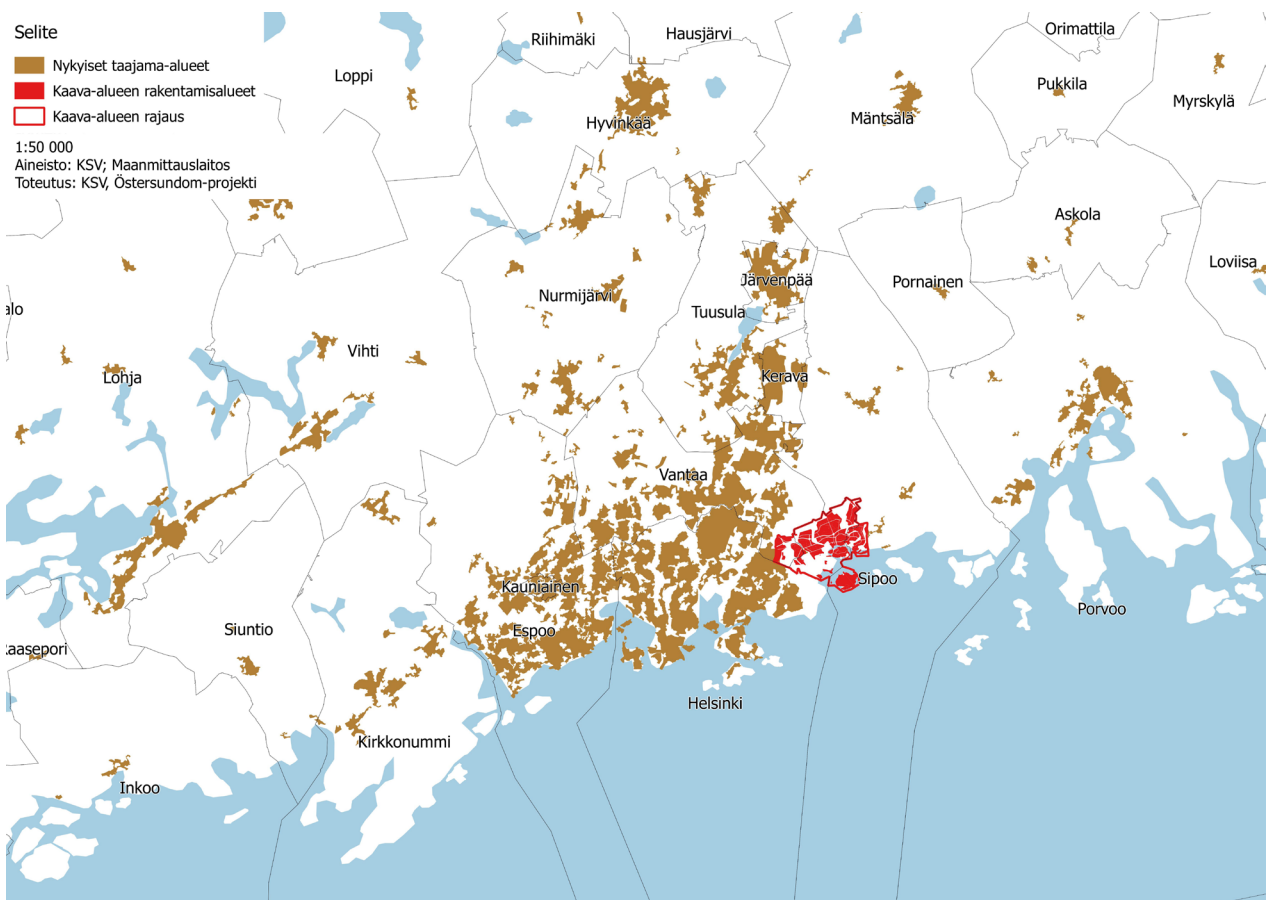 Selite
Nykyiset taajama-alueet
Kaava-alueen rakentamisalueet
Kaava-alueen rajaus
1:50 000
Aineisto: KSV; Maanmittauslaitos
Toteutus: KSV, Östersundom-projekti
Riihimäki
Hausjärvi
Orimattila
Loppi
Pukkila
Myrskylä
Hyvinkää
Mäntsälä
Askola
Loviisa
Nurmijärvi
Järvenpää
Pornainen
alo
Tuusula
Vihti
Lohja
Kerava
Vantaa
Kauniainen
Sipoo
Porvoo
Siuntio
Espoo
aasepori
Helsinki
Kirkkonummi
Inkoo